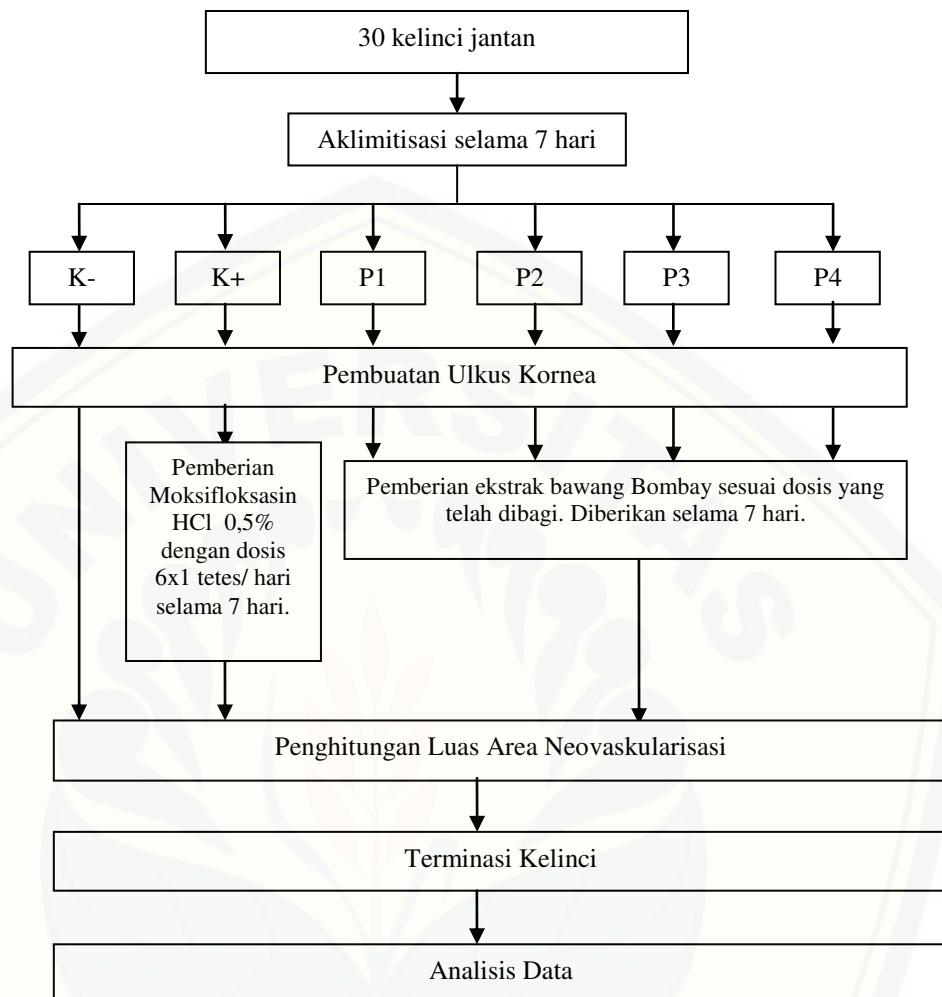 30 kelinci jantan
Aklimitisasi selama 7 hari
K-
K+
P1
P2
P3
P4
Pembuatan Ulkus Kornea
Pemberian
Moksifloksasin
HCl 0,5%
dengan dosis
6x1 tetes/ hari
selama 7 hari.
Pemberian ekstrak bawang Bombay sesuai dosis yang
telah dibagi. Diberikan selama 7 hari.
Penghitungan Luas Area Neovaskularisasi
Terminasi Kelinci
Analisis Data
UNIVERSITAS